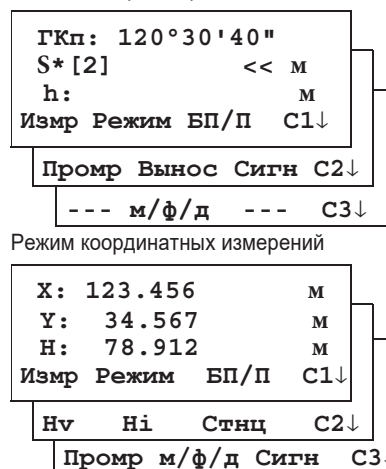 ГКп: 120°30'40"
S*[2] << м
h: м
Измр Режим БП/П С1↓
Промр Вынос Сигн С2↓
--- м/ф/д --- С3↓
Режим координатных измерений
X: 123.456 м
Y: 34.567 м
H: 78.912 м
Измр Режим БП/П С1↓
Hv Hi Стнц С2↓
Промр м/ф/д Сигн С3↓